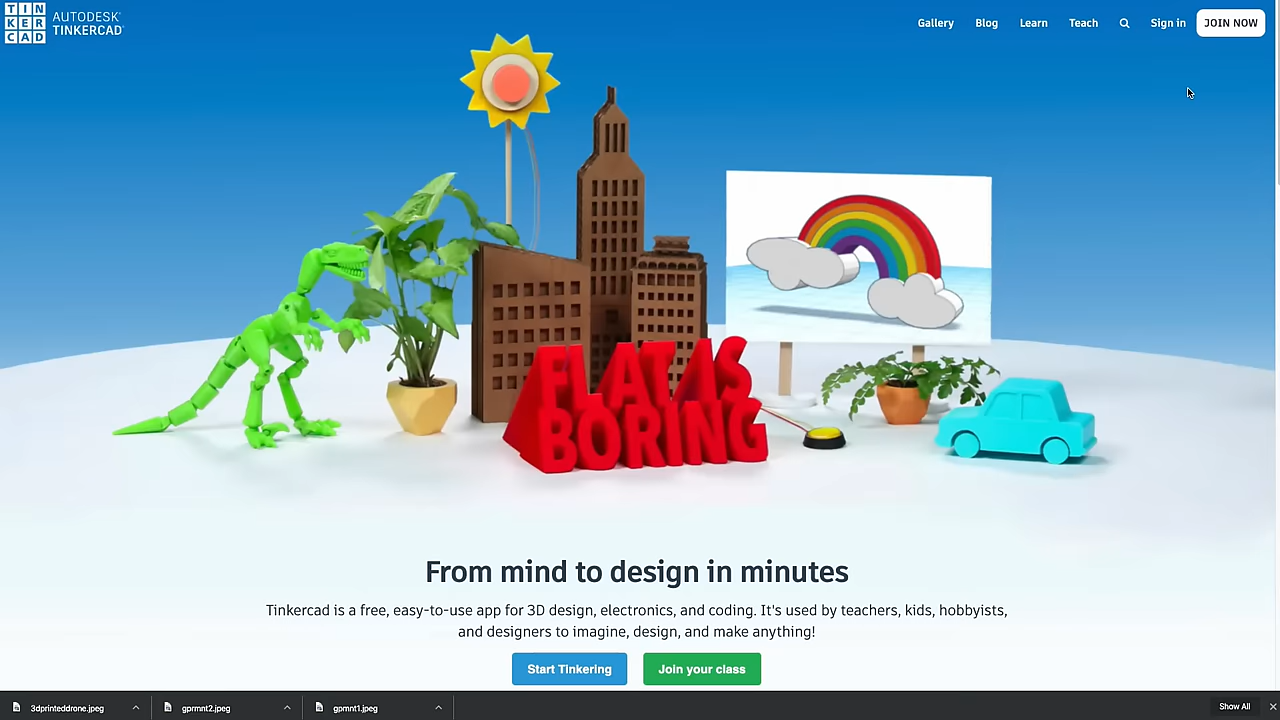 TIN
KER
CAD
AUTODESK
TINKERCAD
Gallery
Blog
Learn
Teach
Sign in
JOIN NOW
FLAT IS
BORING
From mind to design in minutes
Tinkercad is a free, easy-to-use app for 3D design, electronics, and coding. It's used by teachers, kids, hobbyists,
and designers to imagine, design, and make anything!
Start Tinkering
Join your class
3dprinteddrone.jpeg
gprmnt2.jpeg
gpmnt1.jpeg
Show All